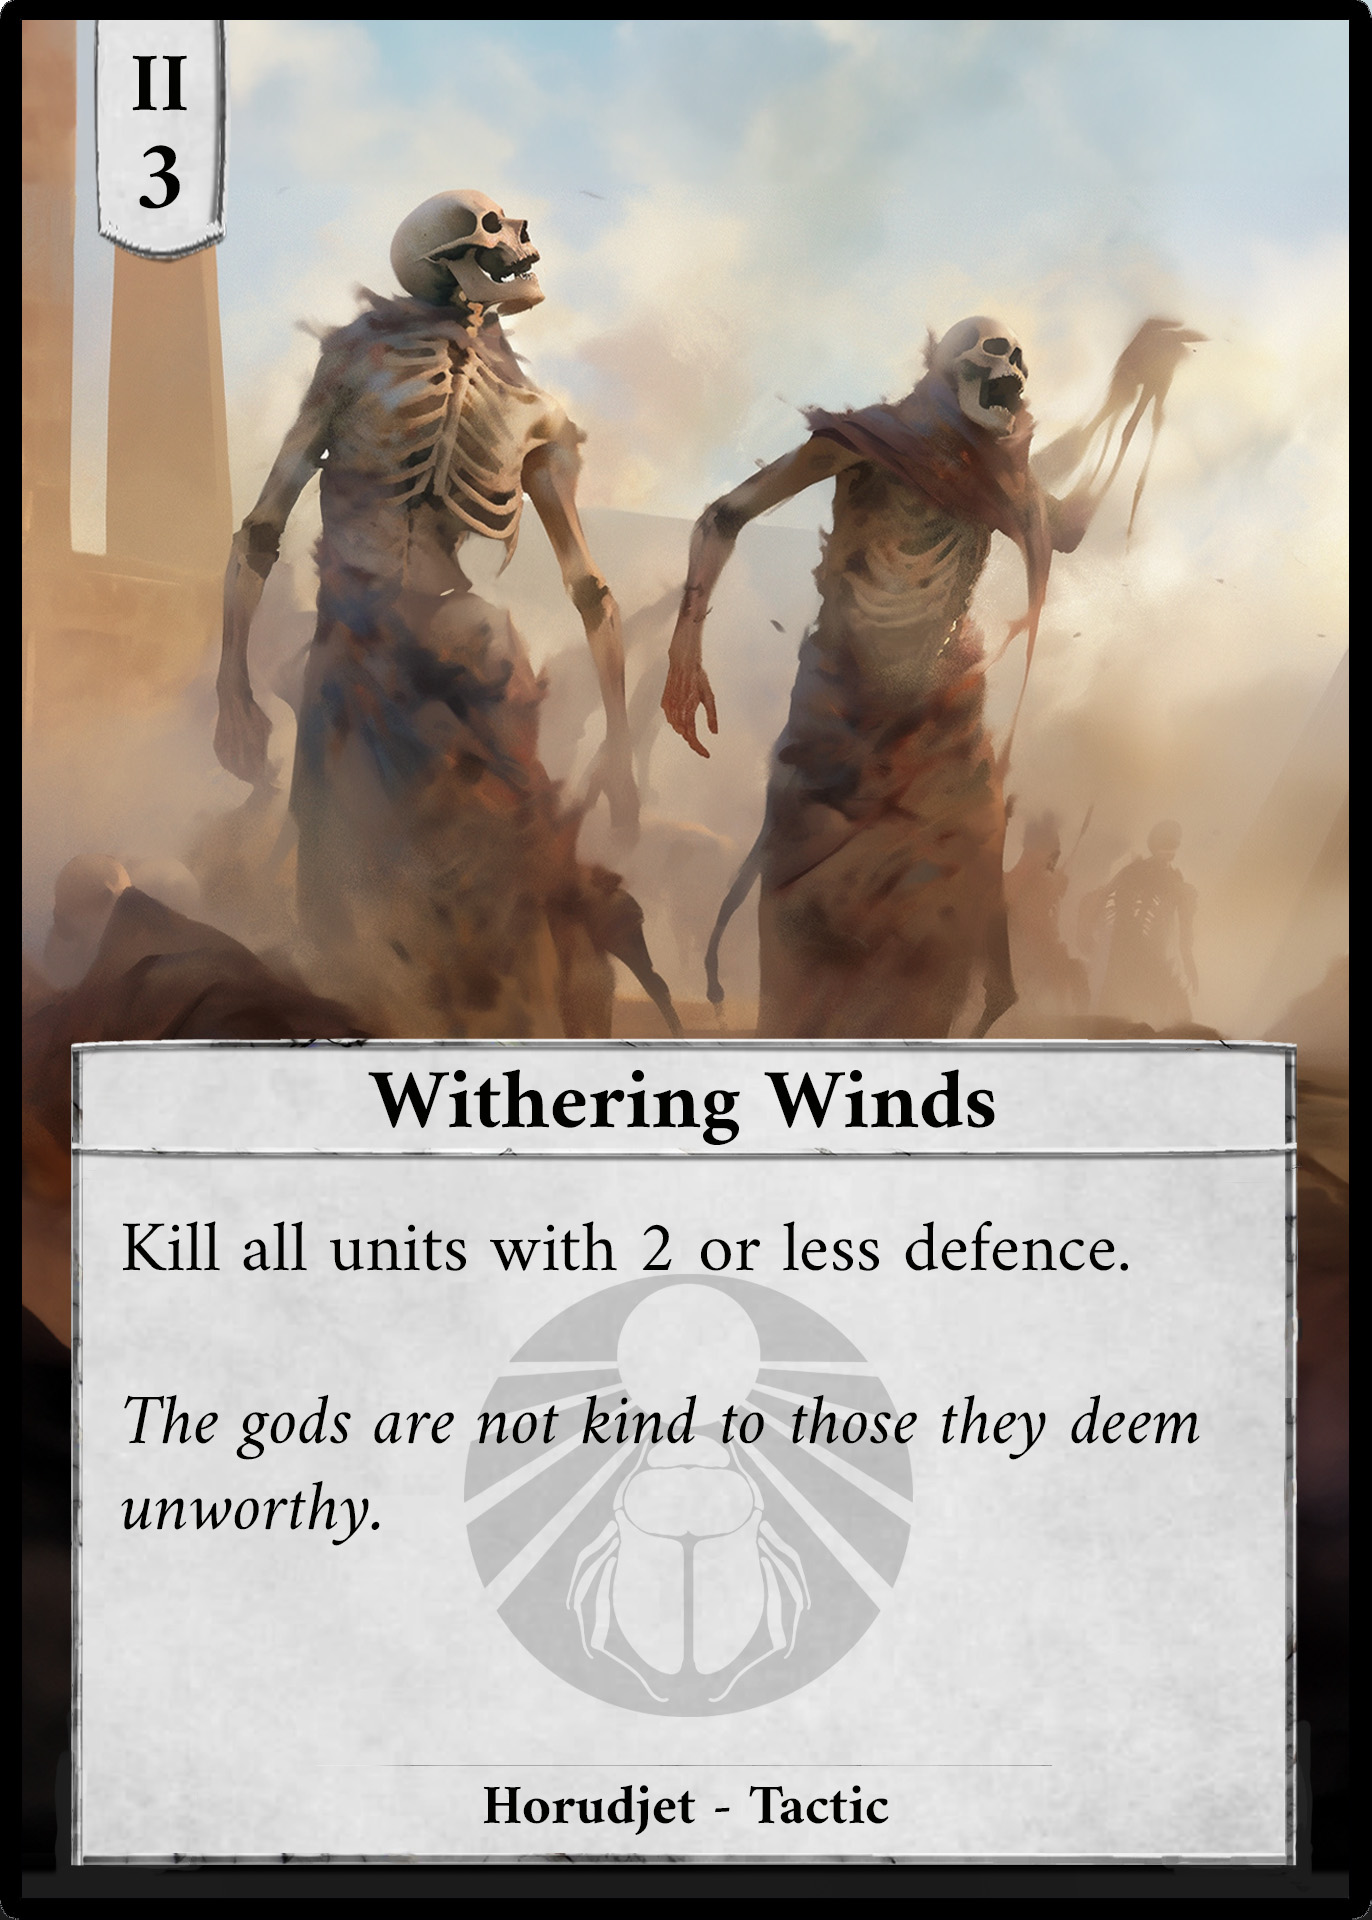 II
3
Withering Winds
Kill all units with 2 or less defence.
The gods are not kind to those they deem
unworthy.
Horudjet - Tactic